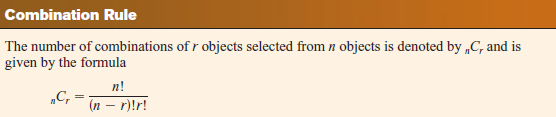 Combination Rule
The number of combinations of r objects selected from n objects is denoted by ₙCᵣ and is
given by the formula
ₙCᵣ = n! / (n − r)!r!